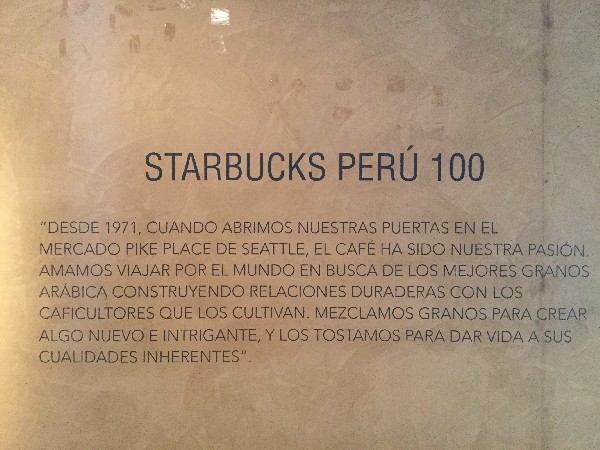 STARBUCKS PERÚ 100
"DESDE 1971, CUANDO ABRIMOS NUESTRAS PUERTAS EN EL
MERCADO PIKE PLACE DE SEATTLE, EL CAFÉ HA SIDO NUESTRA PASIÓN.
AMAMOS VIAJAR POR EL MUNDO EN BUSCA DE LOS MEJORES GRANOS
ARÁBICA CONSTRUYENDO RELACIONES DURADERAS CON LOS
CAFICULTORES QUE LOS CULTIVAN. MEZCLAMOS GRANOS PARA CREAR
ALGO NUEVO E INTRIGANTE, Y LOS TOSTAMOS PARA DAR VIDA A SUS
CUALIDADES INHERENTES".